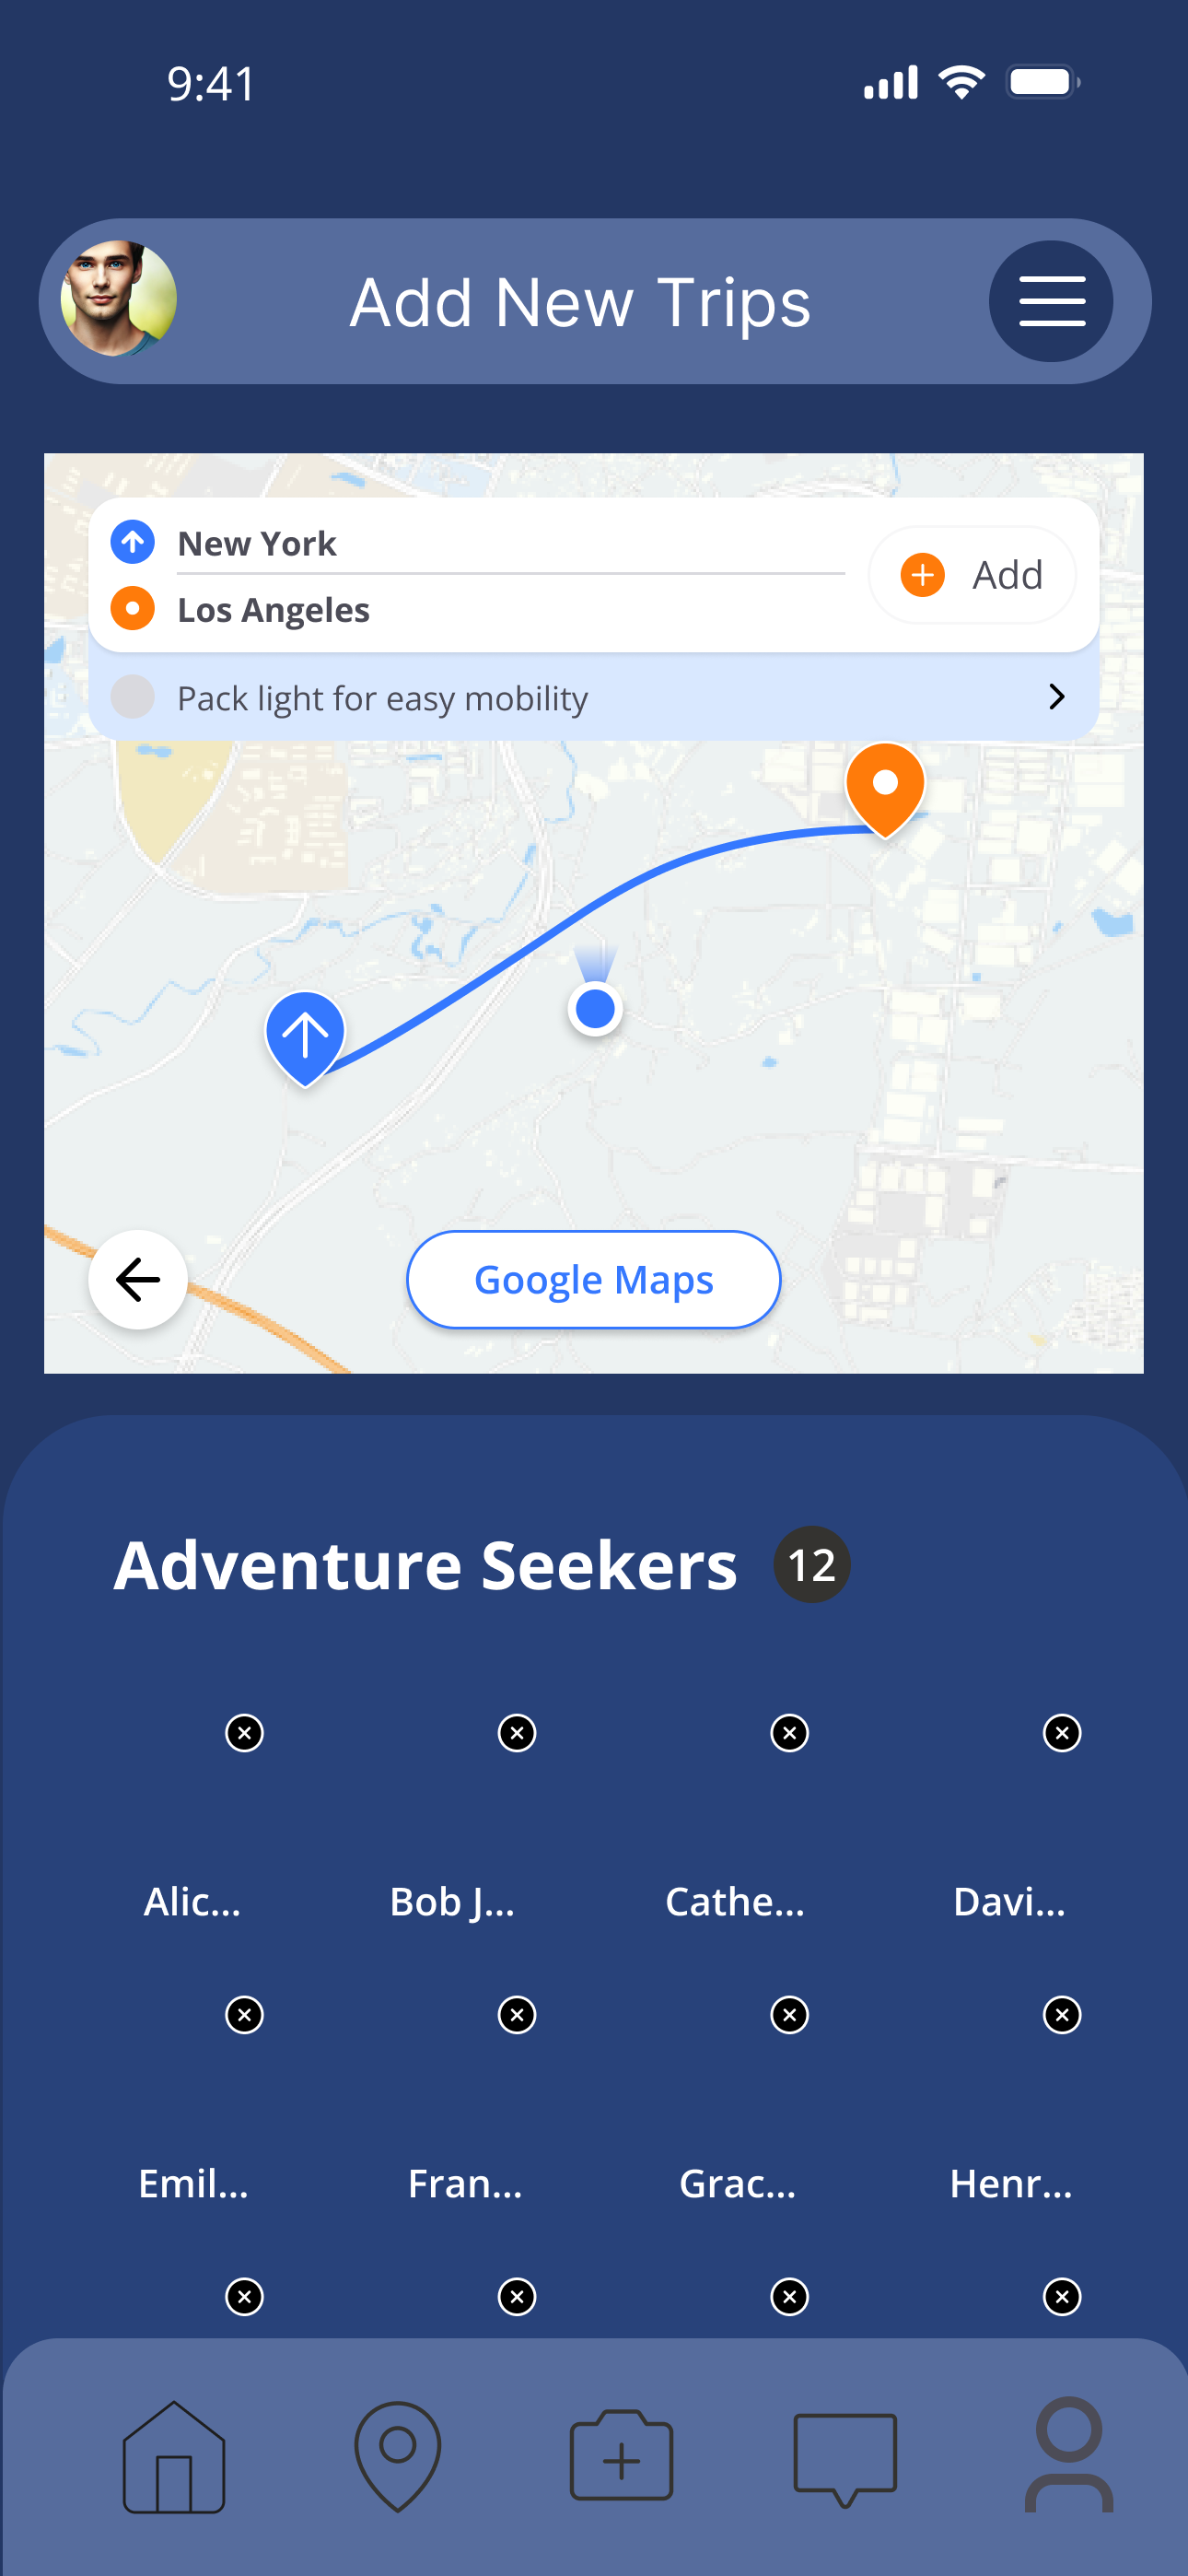 9:41
Add New Trips
New York
Add
Los Angeles
Pack light for easy mobility
Google Maps
Adventure Seekers 12
Alic... Bob J... Cathe... Davi...
Emil... Fran... Grac... Henr...